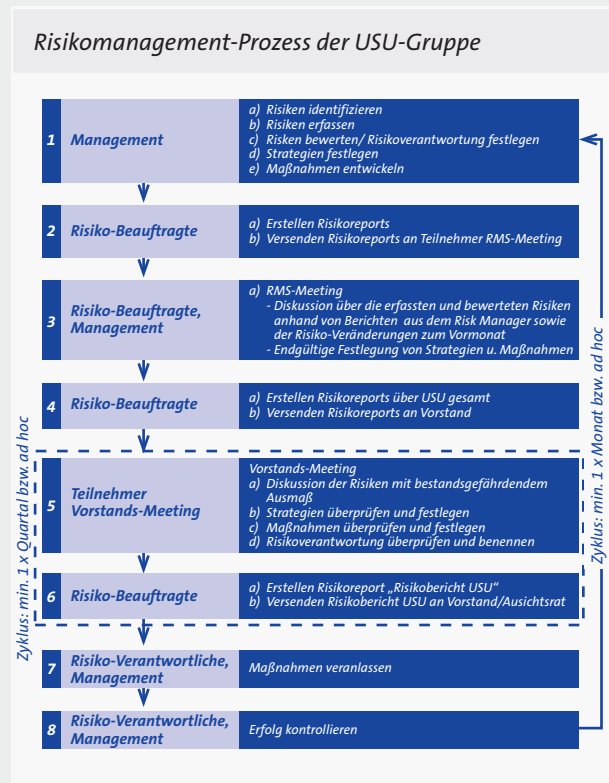 Risikomanagement-Prozess der USU-Gruppe
1
Management
a) Risiken identifizieren
b) Risiken erfassen
c) Risken bewerten/ Risikoverantwortung festlegen
d) Strategien festlegen
e) Maßnahmen entwickeln
2
Risiko-Beauftragte
a) Erstellen Risikoreports
b) Versenden Risikoreports an Teilnehmer RMS-Meeting
3
Risiko-Beauftragte,
Management
a) RMS-Meeting
- Diskussion über die erfassten und bewerteten Risiken
anhand von Berichten aus dem Risk Manager sowie
der Risiko-Veränderungen zum Vormonat
- Endgültige Festlegung von Strategien u. Maßnahmen
4
Risiko-Beauftragte
a) Erstellen Risikoreports über USU gesamt
b) Versenden Risikoreports an Vorstand
5
Teilnehmer
Vorstands-Meeting
Vorstands-Meeting
a) Diskussion der Risiken mit bestandsgefährdendem
Ausmaß
b) Strategien überprüfen und festlegen
c) Maßnahmen überprüfen und festlegen
d) Risikoverantwortung überprüfen und benennen
6
Risiko-Beauftragte
a) Erstellen Risikoreport „Risikobericht USU“
b) Versenden Risikobericht USU an Vorstand/Ausichtsrat
7
Risiko-Verantwortliche,
Management
Maßnahmen veranlassen
8
Risiko-Verantwortliche,
Management
Erfolg kontrollieren
Zyklus: min. 1 x Quartal bzw. ad hoc
Zyklus: min. 1 x Monat bzw. ad hoc